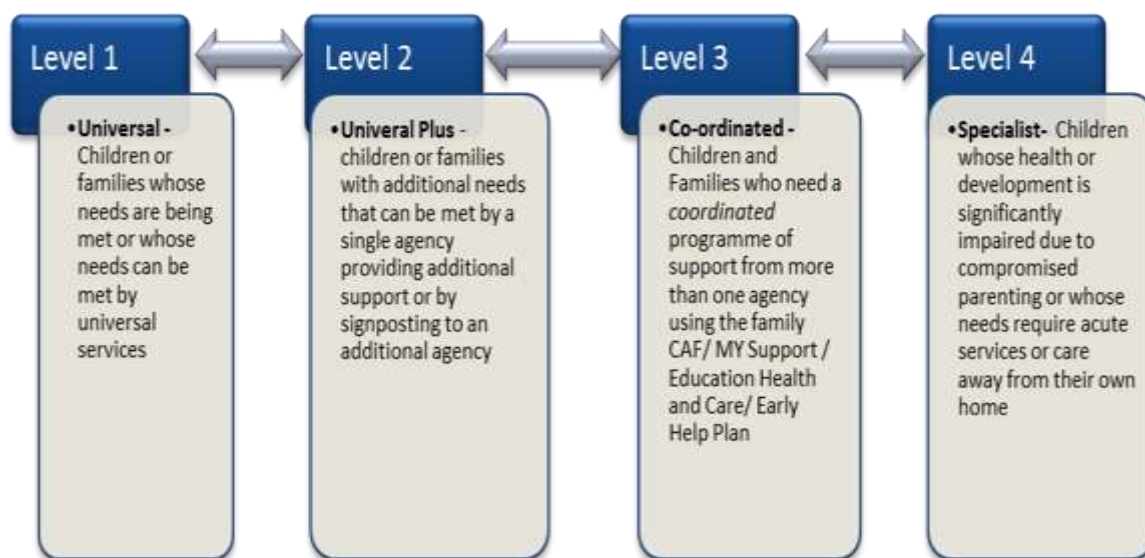 Level 1
•Universal -
Children or
families whose
needs are being
met or whose
needs can be
met by
universal
services
Level 2
•Univeral Plus -
children or families
with additional needs
that can be met by a
single agency
providing additional
support or by
signposting to an
additional agency
Level 3
•Co-ordinated -
Children and
Families who need a
coordinated
programme of
support from more
than one agency
using the family
CAF/ MY Support /
Education Health
and Care/ Early
Help Plan
Level 4
•Specialist- Children
whose health or
development is
significantly
impaired due to
compromised
parenting or whose
needs require acute
services or care
away from their own
home